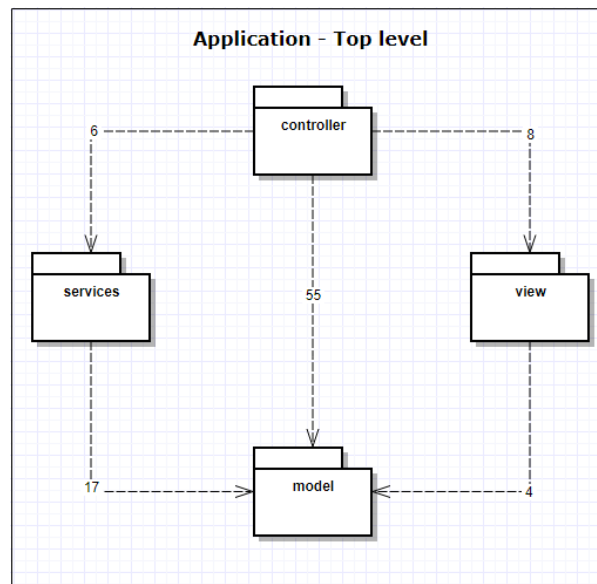 Application - Top level
controller
6
8
services
view
55
model
17
4